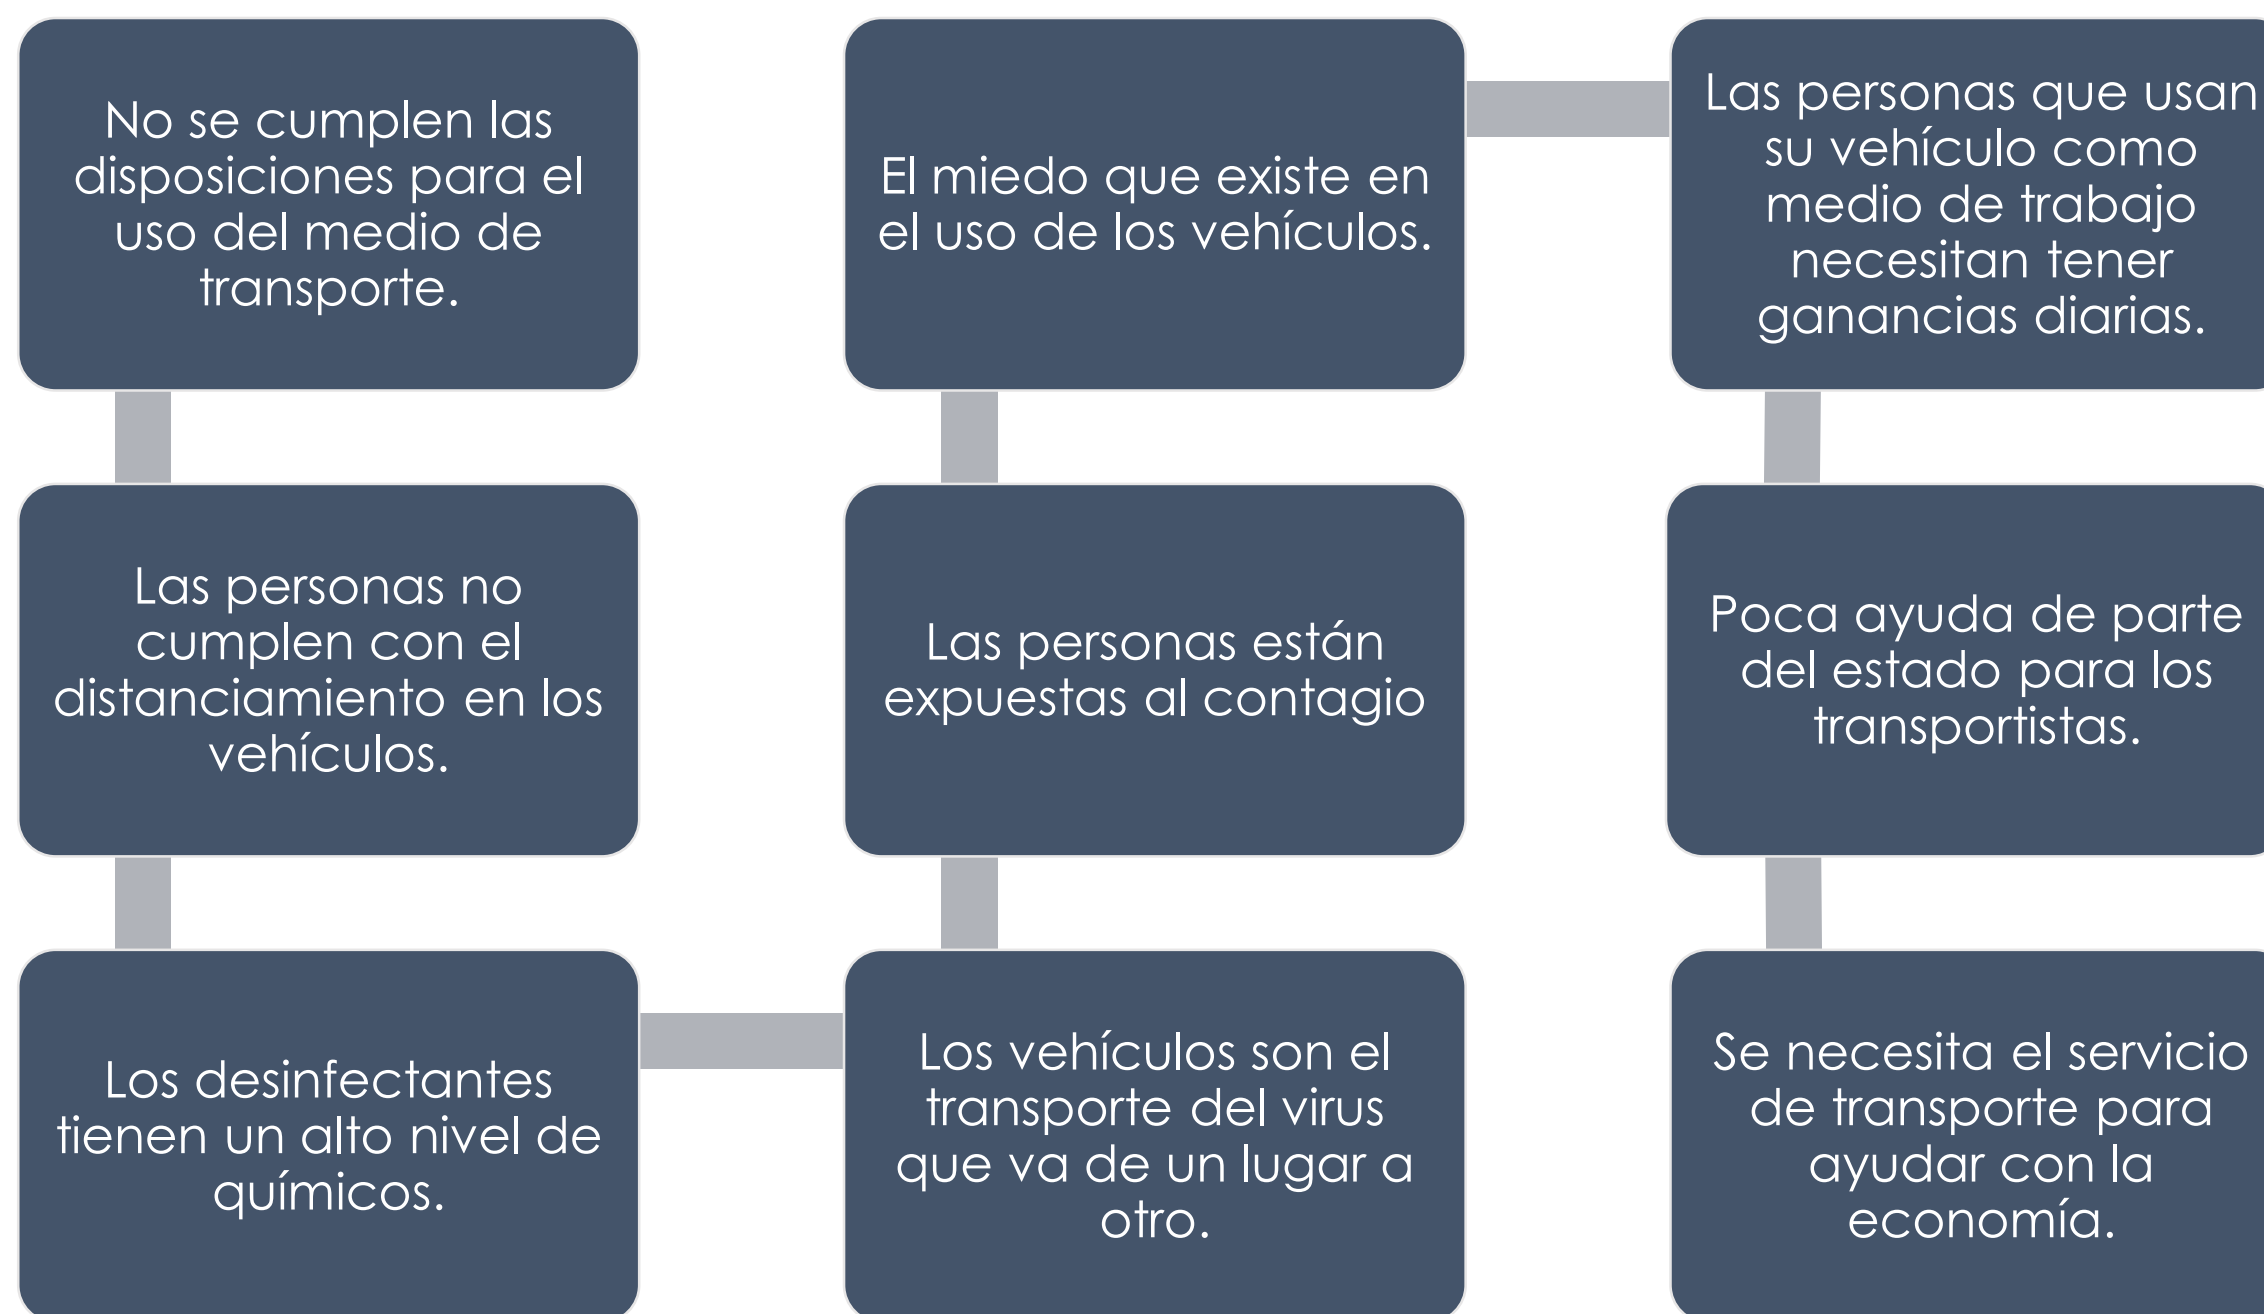 No se cumplen las
disposiciones para el
uso del medio de
transporte.
Las personas no
cumplen con el
distanciamiento en los
vehículos.
Los desinfectantes
tienen un alto nivel de
químicos.
Los vehículos son el
transporte del virus
que va de un lugar a
otro.
Las personas están
expuestas al contagio
El miedo que existe en
el uso de los vehículos.
Las personas que usan
su vehículo como
medio de trabajo
necesitan tener
ganancias diarias.
Poca ayuda de parte
del estado para los
transportistas.
Se necesita el servicio
de transporte para
ayudar con la
economía.